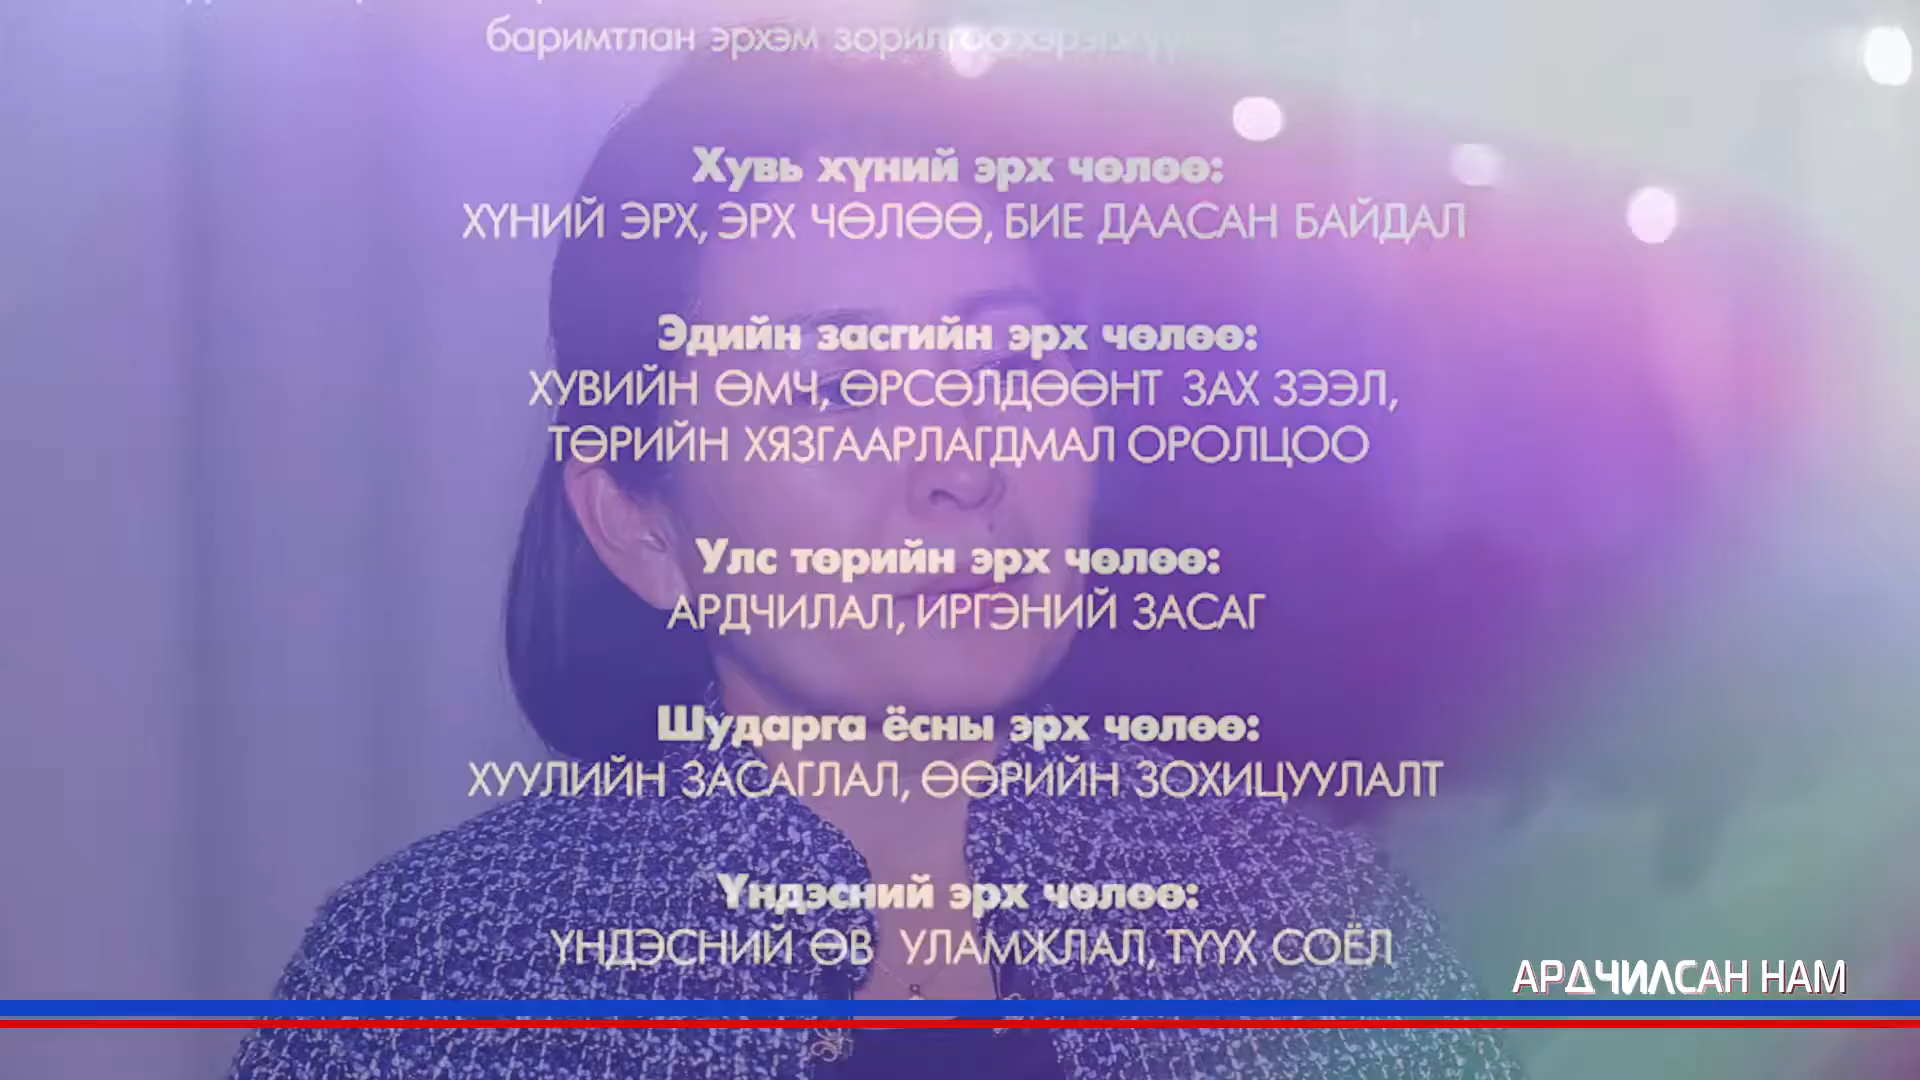 баримтлан эрхэм зорилгоо хэрэгжүү
Хувь хүний эрх чөлөө:
ХҮНИЙ ЭРХ, ЭРХ ЧӨЛӨӨ, БИЕ ДААСАН БАЙДАЛ
Эдийн засгийн эрх чөлөө:
ХУВИЙН ӨМЧ, ӨРСӨЛДӨӨНТ ЗАХ ЗЭЭЛ,
ТӨРИЙН ХЯЗГААРЛАГДМАЛ ОРОЛЦОО
Улс төрийн эрх чөлөө:
АРДЧИЛАЛ, ИРГЭНИЙ ЗАСАГ
Шударга ёсны эрх чөлөө:
ХУУЛИЙН ЗАСАГЛАЛ, ӨӨРИЙН ЗОХИЦУУЛАЛТ
Үндэсний эрх чөлөө:
ҮНДЭСНИЙ ӨВ УЛАМЖЛАЛ, ТҮҮХ СОЁЛ
АРДЧИЛСАН НАМ